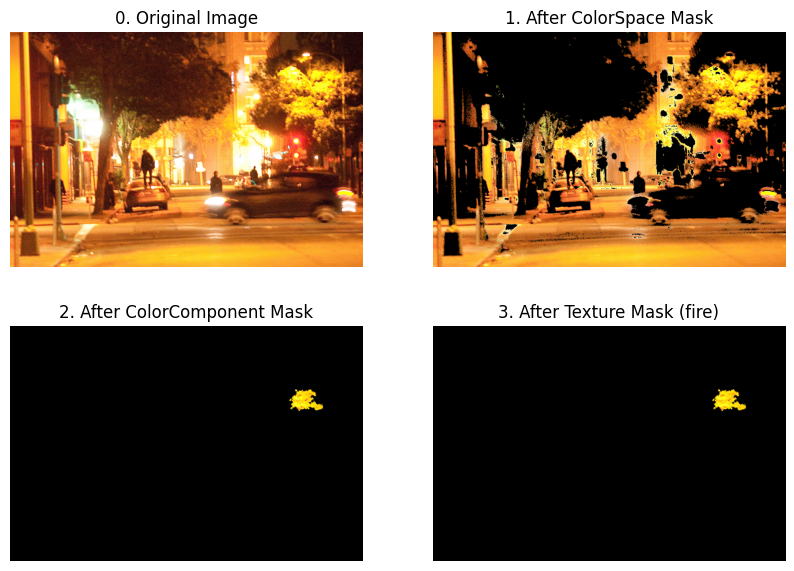 0. Original Image
1. After ColorSpace Mask
2. After ColorComponent Mask
3. After Texture Mask (fire)